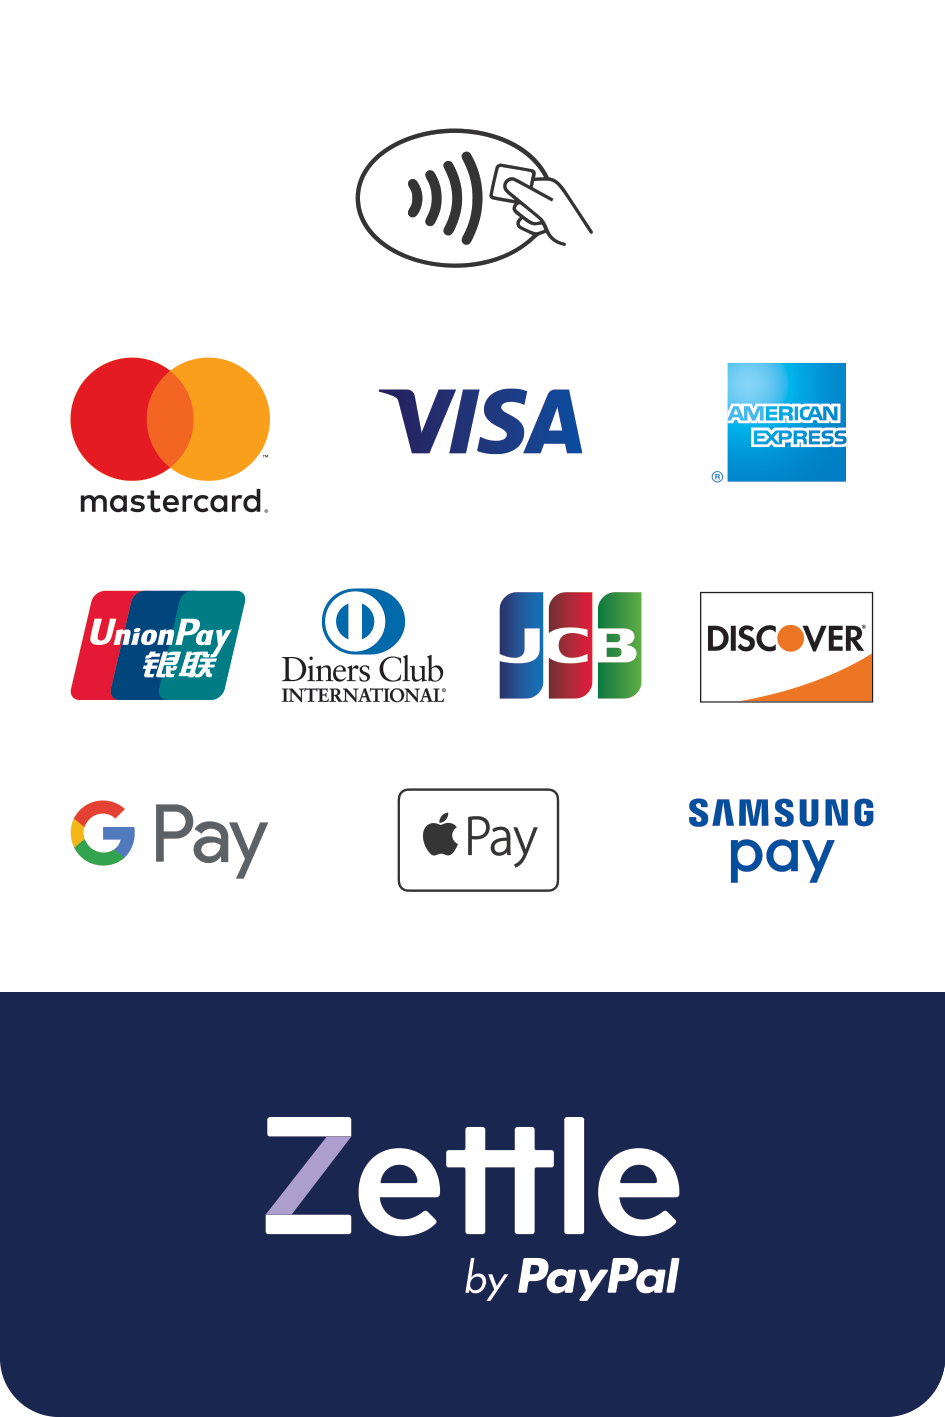 mastercard.
VISA
AMERICAN
EXPRESS
®
UnionPay
银联
Diners Club
INTERNATIONAL®
JCB
DISCOVER®
G Pay
Pay
SAMSUNG
pay
Zettle
by PayPal